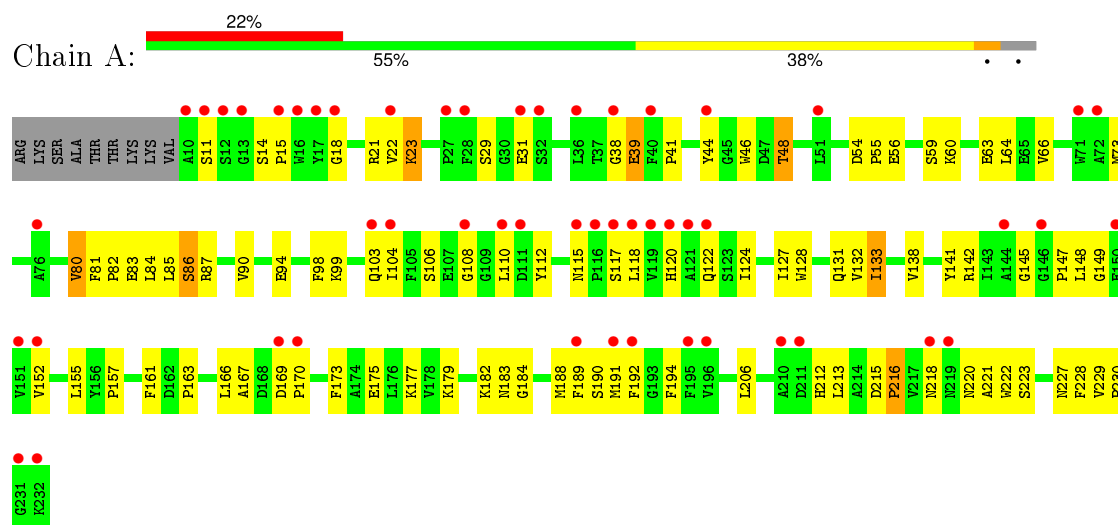 22%
Chain A:
55% 38% • •
ARG LYS SER ALA THR THR LYS LYS VAL A10 S11 S12 G13 S14 P15 W16 Y17 G18 R21 V22 K23 P27 F28 S29 G30 E31 S32 L36 T37 G38 E39 F40 P41 Y44 G45 W46 D47 T48 L51 D54 P55 E56 S59 K60 E63 L64 E65 V66 W71 A72 W73
A76 V80 F81 P82 E83 L84 L85 S86 R87 V90 E94 F98 K99 Q103 I104 F105 S106 E107 G108 G109 L110 D111 Y112 N115 P116 S117 L118 V119 H120 A121 Q122 S123 I124 I127 W128 Q131 V132 I133 V138 Y141 R142 I143 A144 G145 G146 P147 L148 G149 E150
V151 V152 L155 Y156 P157 F161 D162 P163 L166 A167 D168 D169 P170 F173 A174 E175 L176 K177 V178 K179 K182 N183 G184 M188 F189 S190 M191 F192 G193 F194 F195 V196 L206 A210 D211 H212 L213 A214 D215 P216 V217 N218 N219 N220 A221 W222 S223 N227 F228 V229 P230
G231 K232